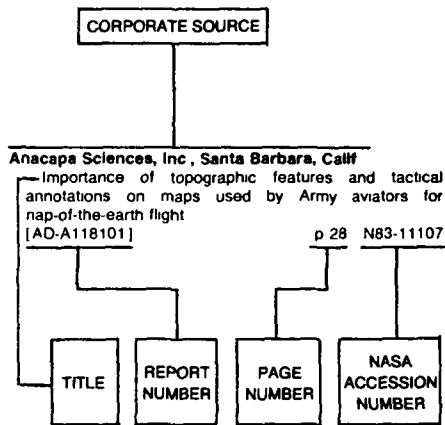 CORPORATE SOURCE
Anacapa Sciences, Inc , Santa Barbara, Calif
Importance of topographic features and tactical
annotations on maps used by Army aviators for
nap-of-the-earth flight
[AD-A118101] p 28 N83-11107
TITLE
REPORT
NUMBER
PAGE
NUMBER
NASA
ACCESSION
NUMBER